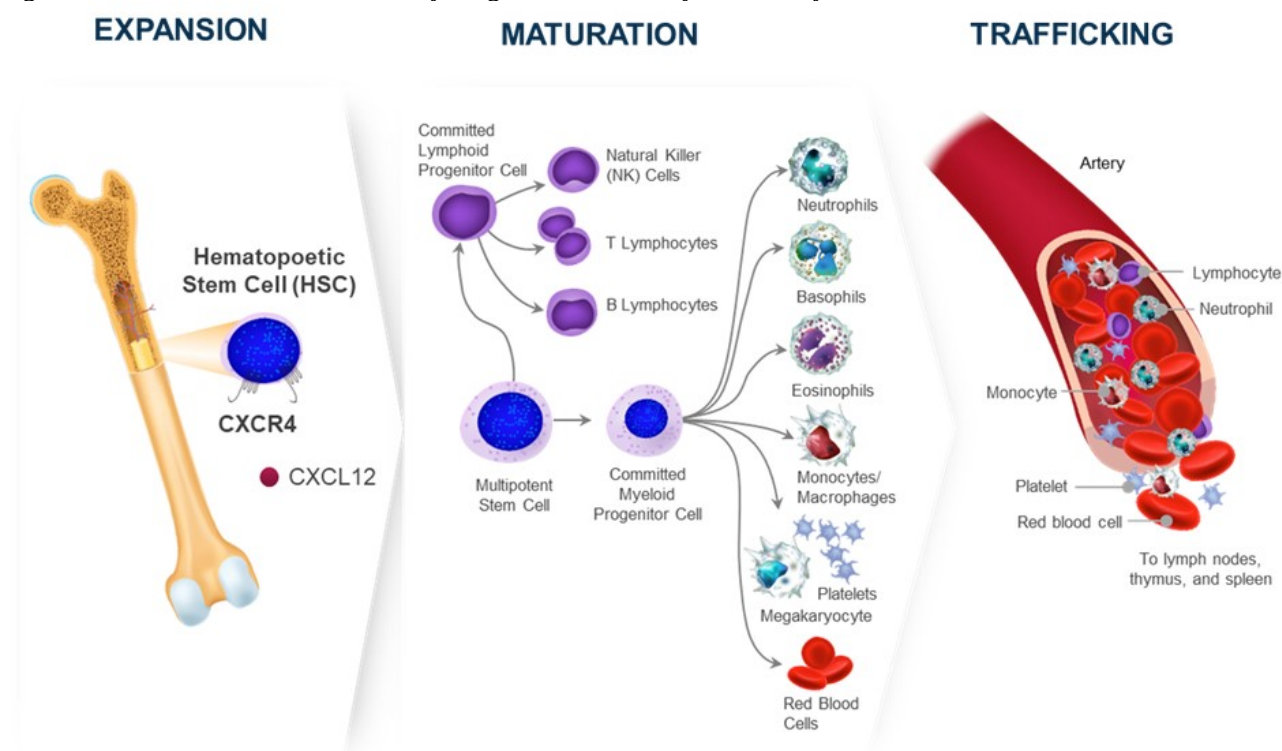 EXPANSION
MATURATION
TRAFFICKING
Hematopoetic
Stem Cell (HSC)
CXCR4
CXCL12
Committed
Lymphoid
Progenitor Cell
Natural Killer
(NK) Cells
T Lymphocytes
B Lymphocytes
Multipotent
Stem Cell
Committed
Myeloid
Progenitor Cell
Neutrophils
Basophils
Eosinophils
Monocytes/
Macrophages
Platelets
Megakaryocyte
Red Blood
Cells
Artery
Lymphocyte
Neutrophil
Monocyte
Platelet
Red blood cell
To lymph nodes,
thymus, and spleen